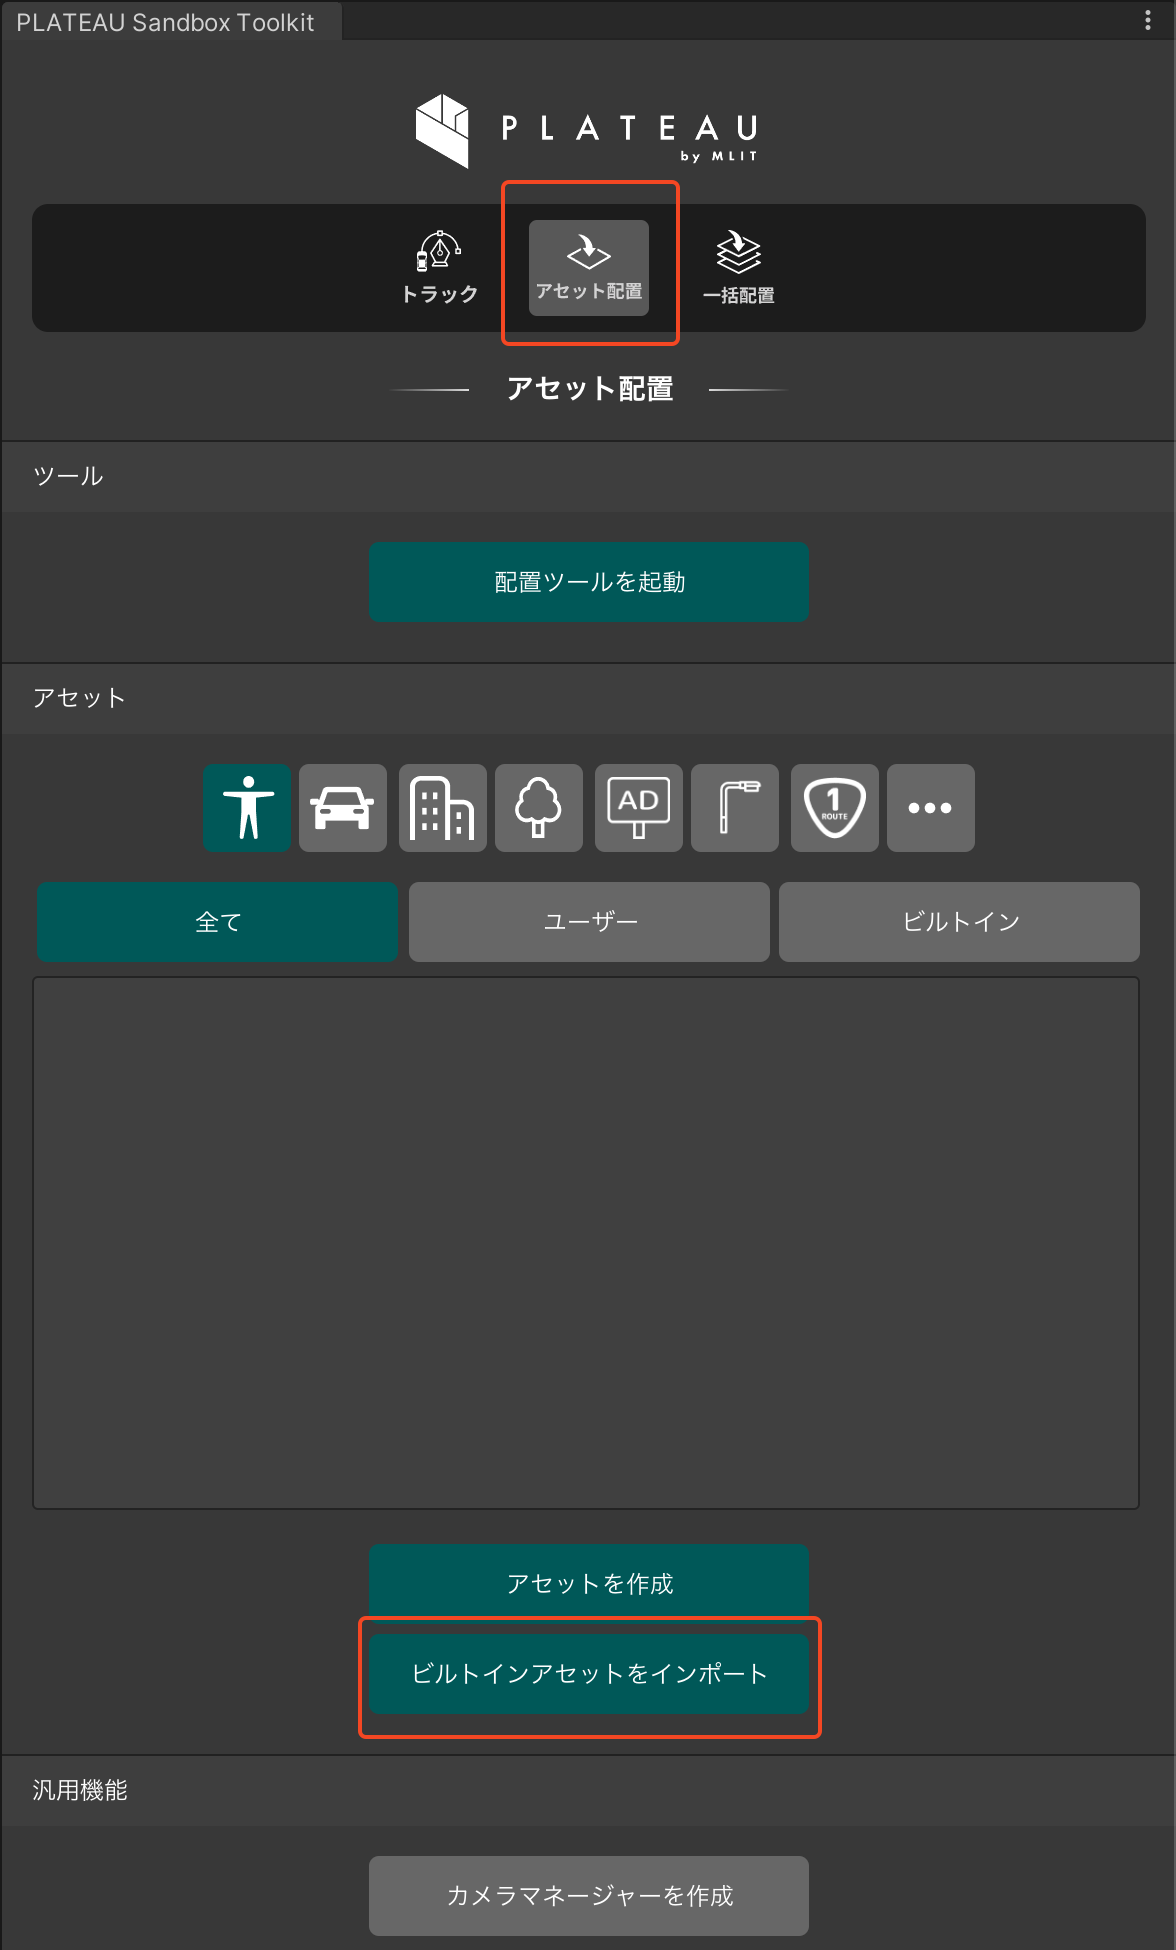 PLATEAU Sandbox Toolkit
PLATEAU
by MLIT
トラック
アセット配置
一括配置
アセット配置
ツール
配置ツールを起動
アセット
AD
1
ROUTE
全て
ユーザー
ビルトイン
アセットを作成
ビルトインアセットをインポート
汎用機能
カメラマネージャーを作成